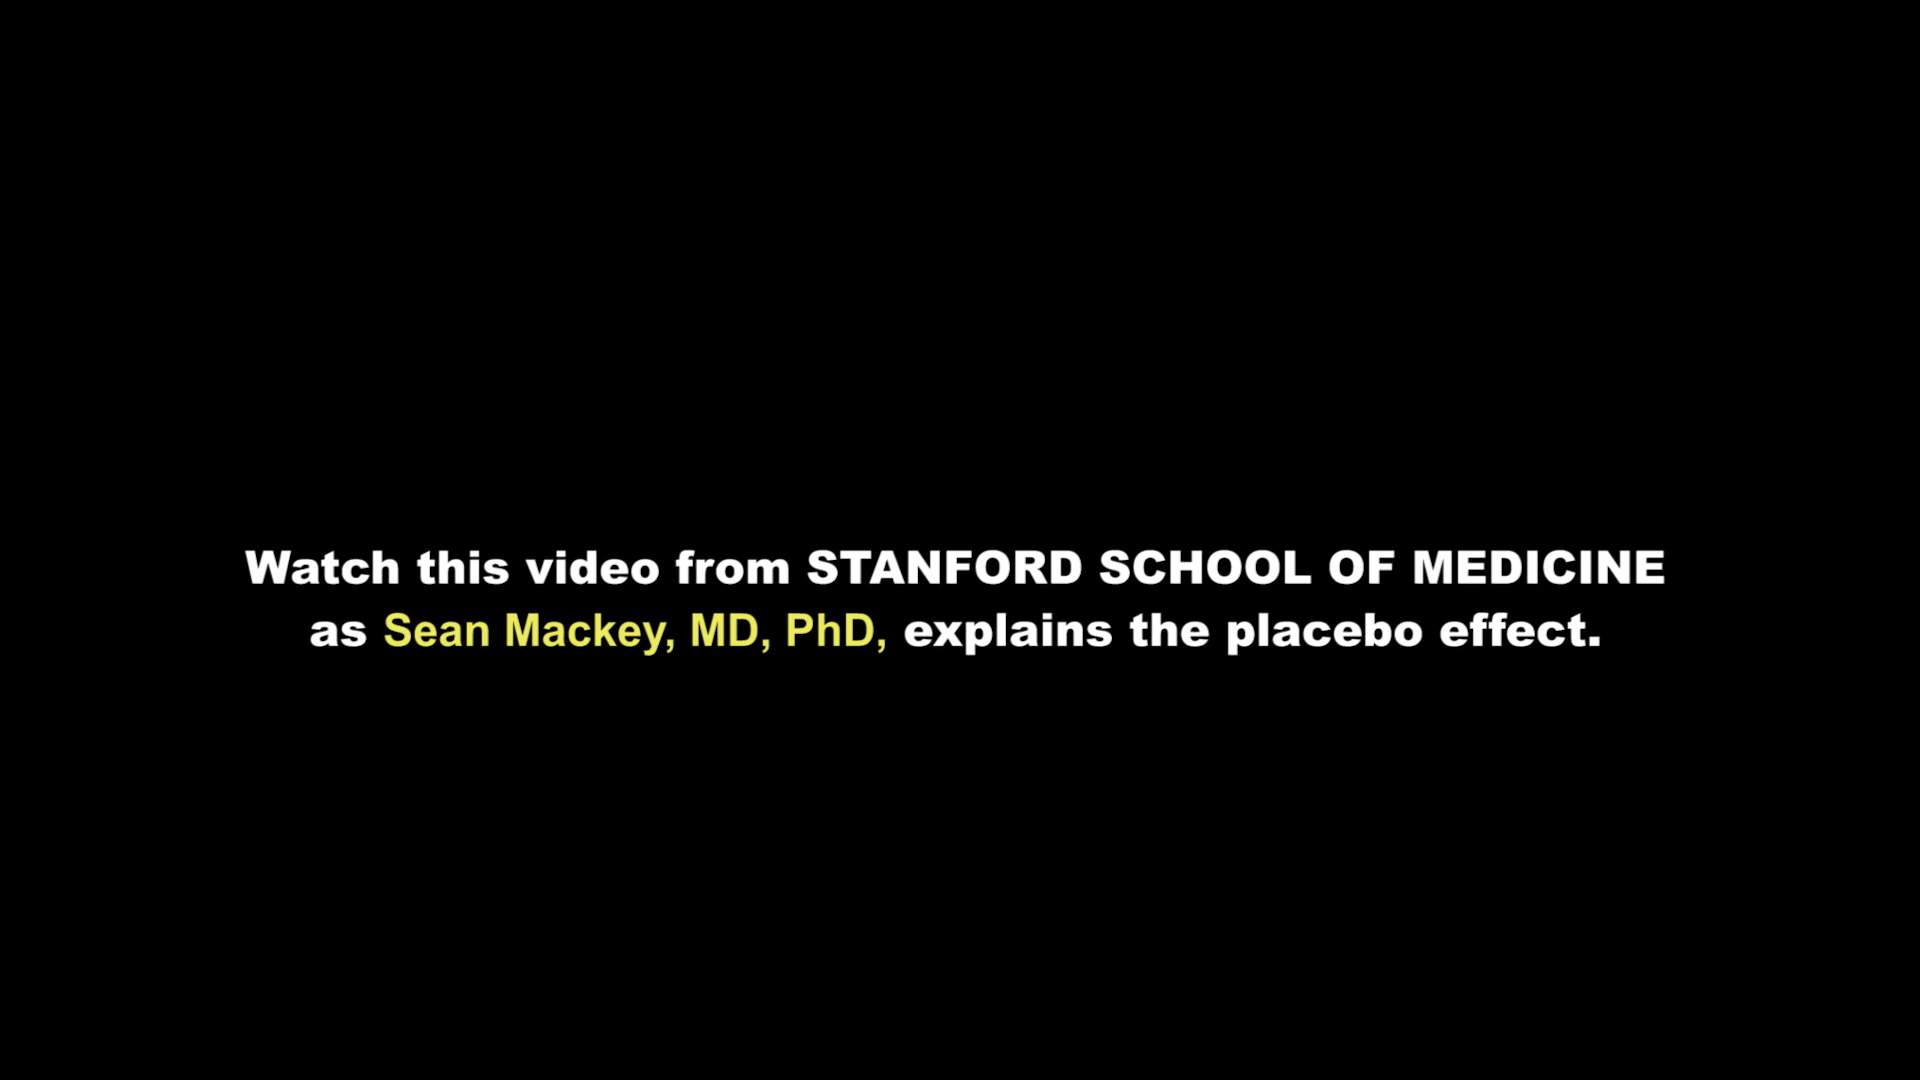 Watch this video from STANFORD SCHOOL OF MEDICINE
as Sean Mackey, MD, PhD, explains the placebo effect.